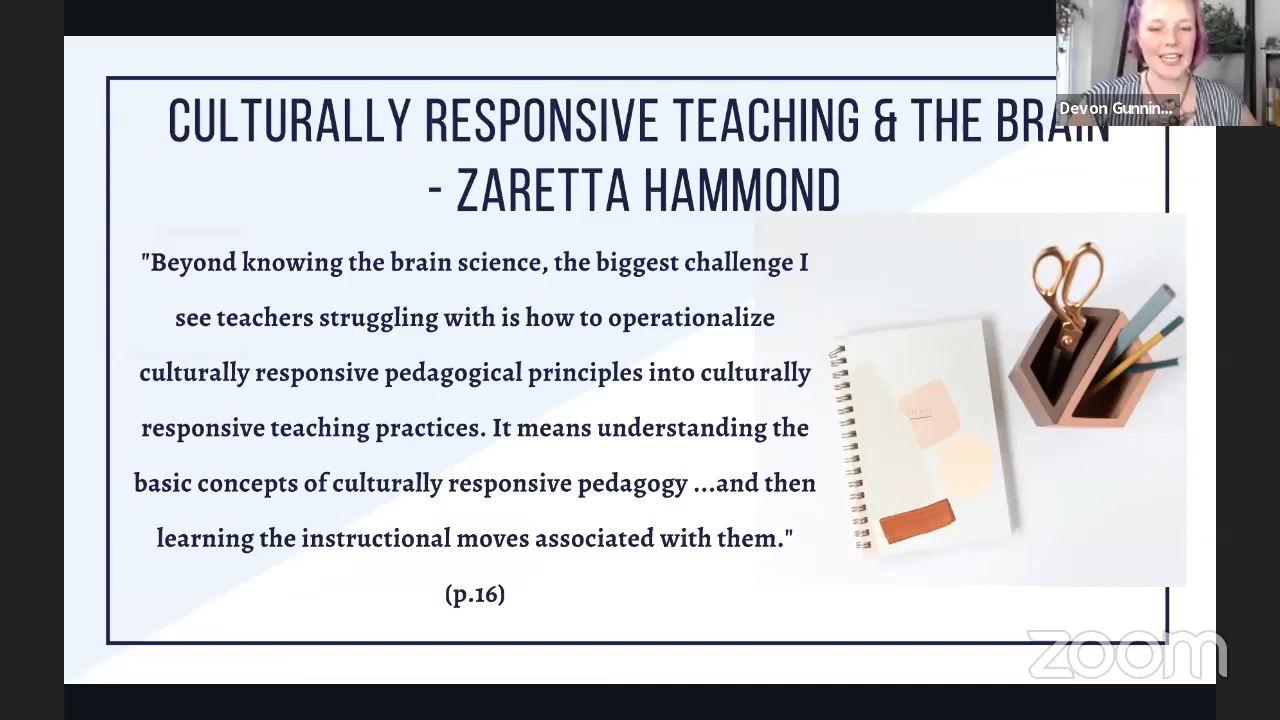 Devon Gunnin...
CULTURALLY RESPONSIVE TEACHING & THE BRAIN
- ZARETTA HAMMOND
"Beyond knowing the brain science, the biggest challenge I
see teachers struggling with is how to operationalize
culturally responsive pedagogical principles into culturally
responsive teaching practices. It means understanding the
basic concepts of culturally responsive pedagogy ...and then
learning the instructional moves associated with them."
(p.16)
zoom